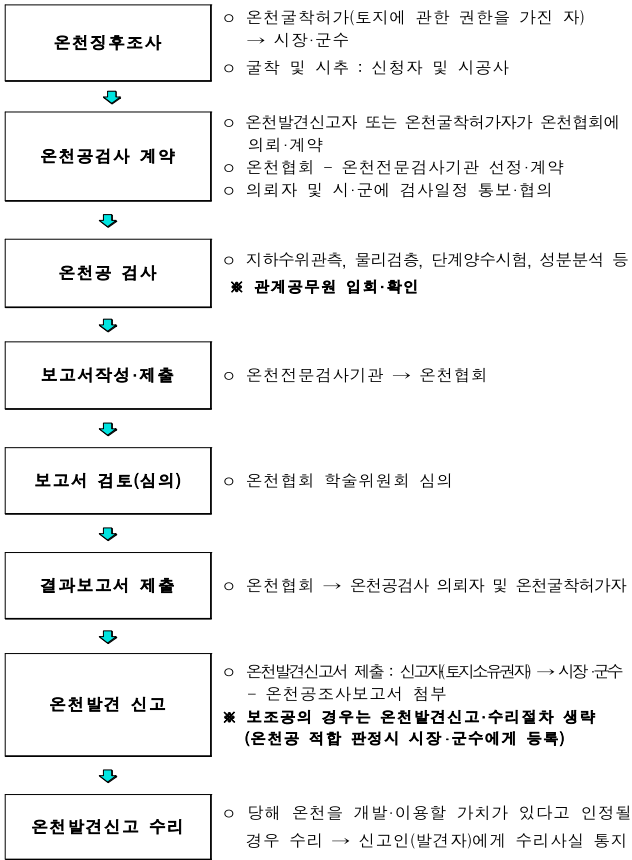 온천징후조사
ㅇ 온천굴착허가(토지에 관한 권한을 가진 자)
→ 시장·군수
ㅇ 굴착 및 시추 : 신청자 및 시공사
온천공검사 계약
ㅇ 온천발견신고자 또는 온천굴착허가자가 온천협회에
의뢰·계약
ㅇ 온천협회 - 온천전문검사기관 선정·계약
ㅇ 의뢰자 및 시·군에 검사일정 통보·협의
온천공 검사
ㅇ 지하수위관측, 물리검층, 단계양수시험, 성분분석 등
※ 관계공무원 입회·확인
보고서작성·제출
ㅇ 온천전문검사기관 → 온천협회
보고서 검토(심의)
ㅇ 온천협회 학술위원회 심의
결과보고서 제출
ㅇ 온천협회 → 온천공검사 의뢰자 및 온천굴착허가자
온천발견 신고
ㅇ 온천발견신고서 제출 : 신고자(토지소유권자) → 시장·군수
- 온천공조사보고서 첨부
※ 보조공의 경우는 온천발견신고·수리절차 생략
(온천공 적합 판정시 시장·군수에게 등록)
온천발견신고 수리
ㅇ 당해 온천을 개발·이용할 가치가 있다고 인정될
경우 수리 → 신고인(발견자)에게 수리사실 통지